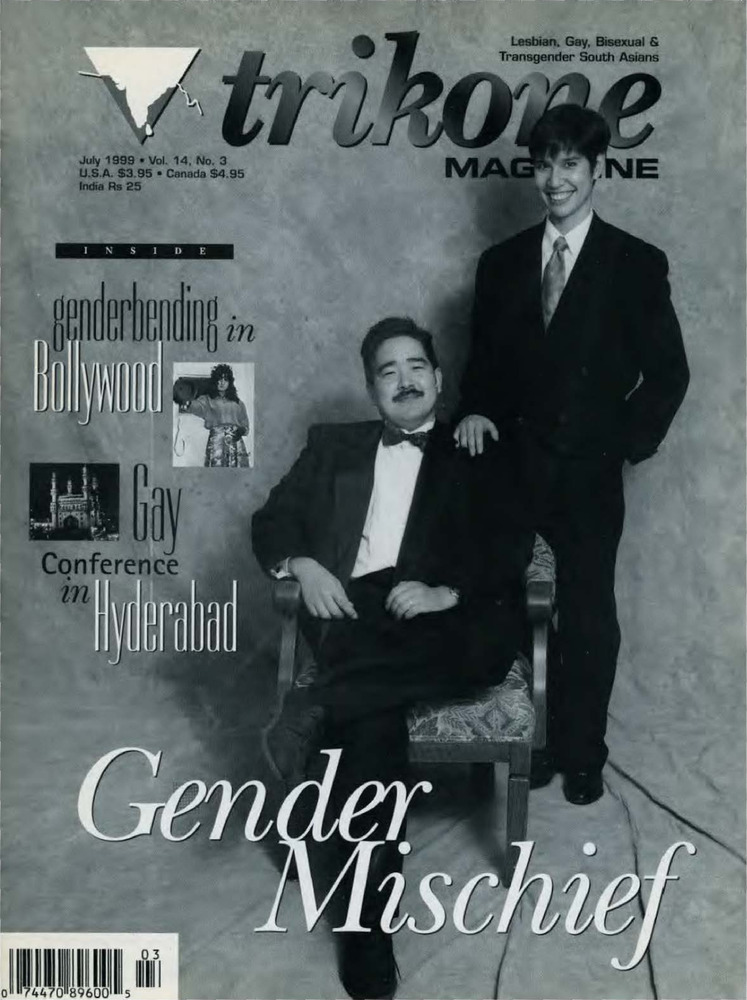 Lesbian, Gay, Bisexual &
Transgender South Asians
trikone
MAG NE
July 1999 • Vol. 14, No. 3
U.S.A. $3.95 • Canada $4.95
India Rs 25
INSIDE
genderbending in
Bollywood
Gay
Conference
in Hyderabad
Gender
Mischief
03
0 74470 89600 5